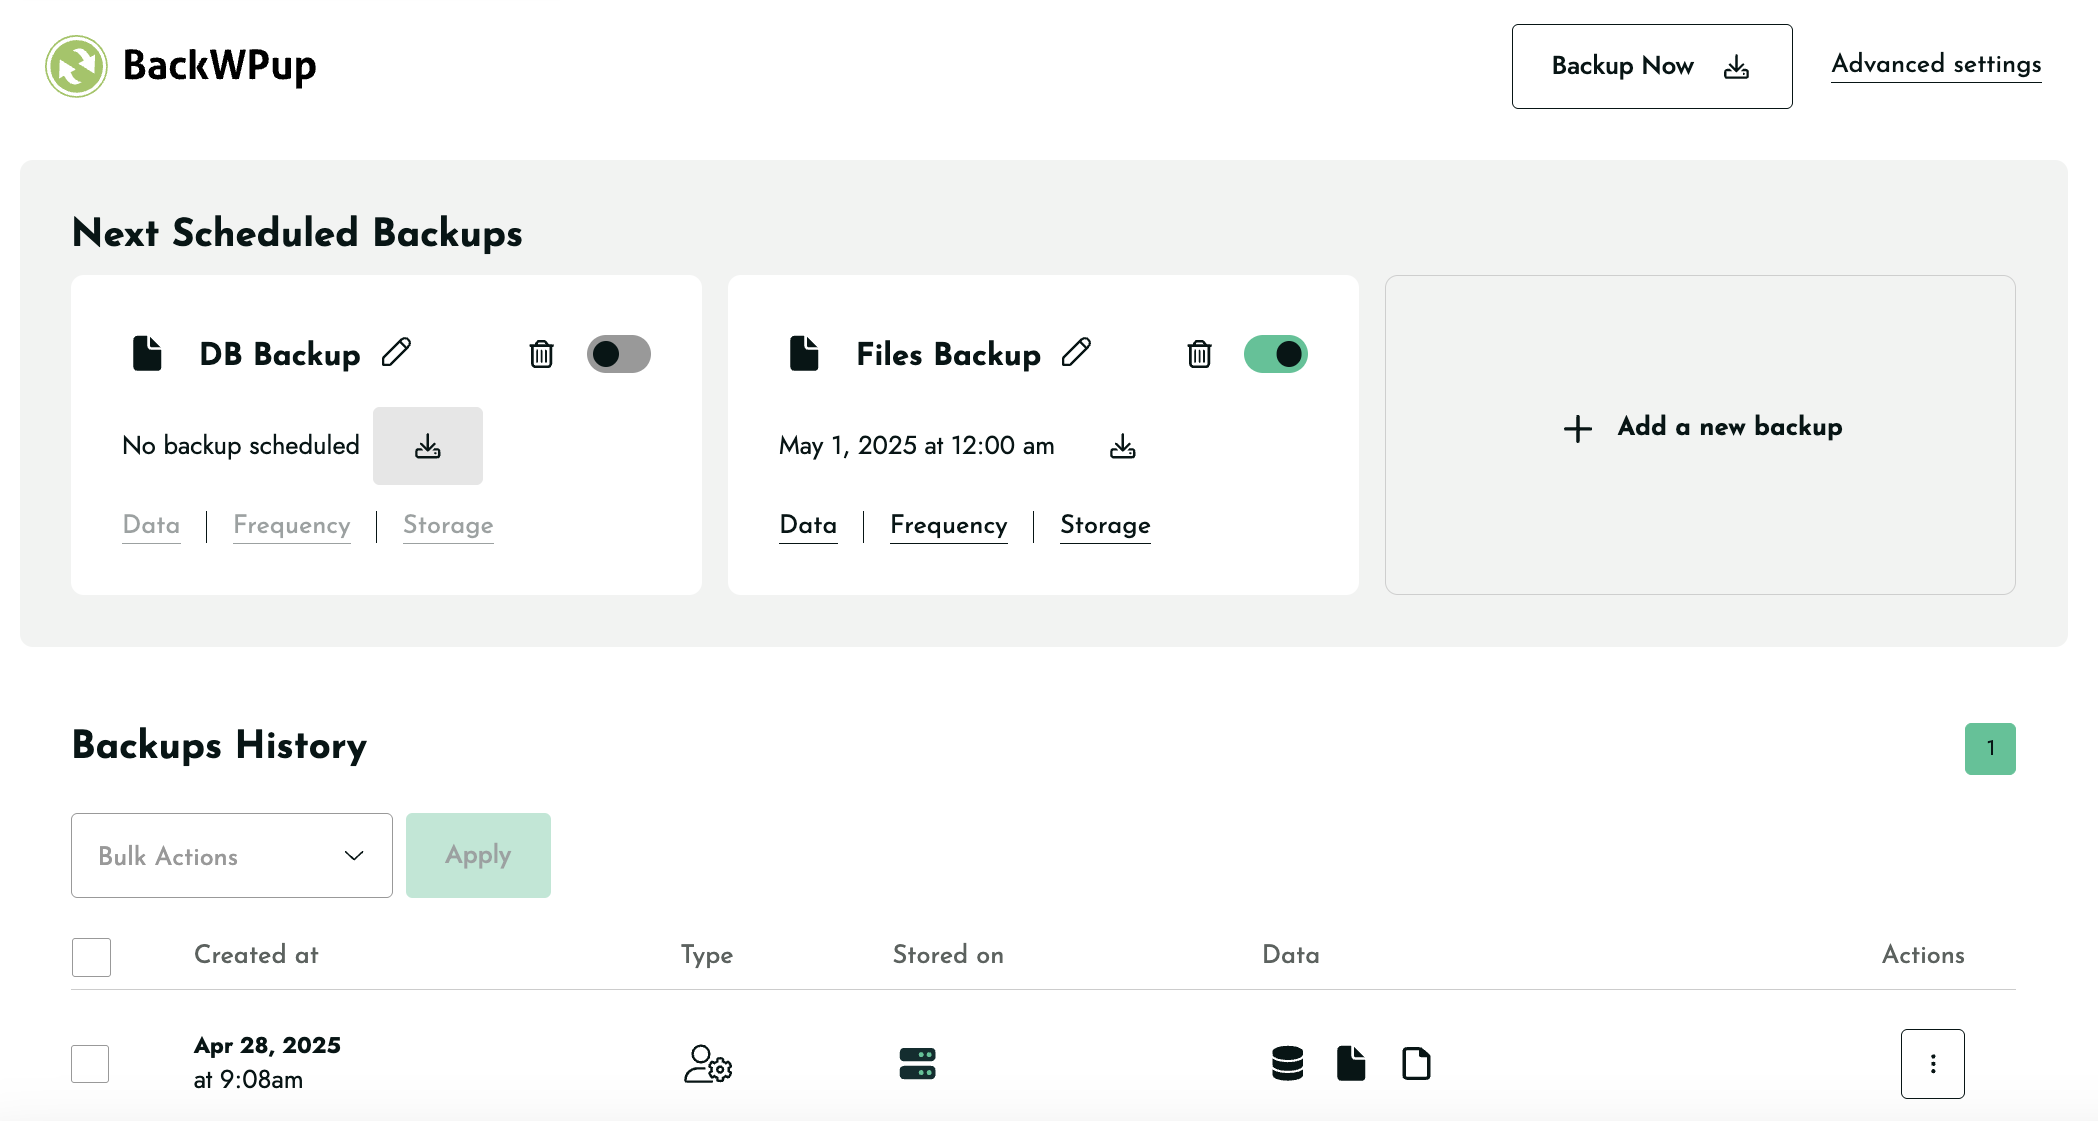 BackWPup
Backup Now
Advanced settings
Next Scheduled Backups
DB Backup
No backup scheduled
Data
Frequency
Storage
Files Backup
May 1, 2025 at 12:00 am
Data
Frequency
Storage
Add a new backup
Backups History
1
Bulk Actions
Apply
Created at
Type
Stored on
Data
Actions
Apr 28, 2025
at 9:08am